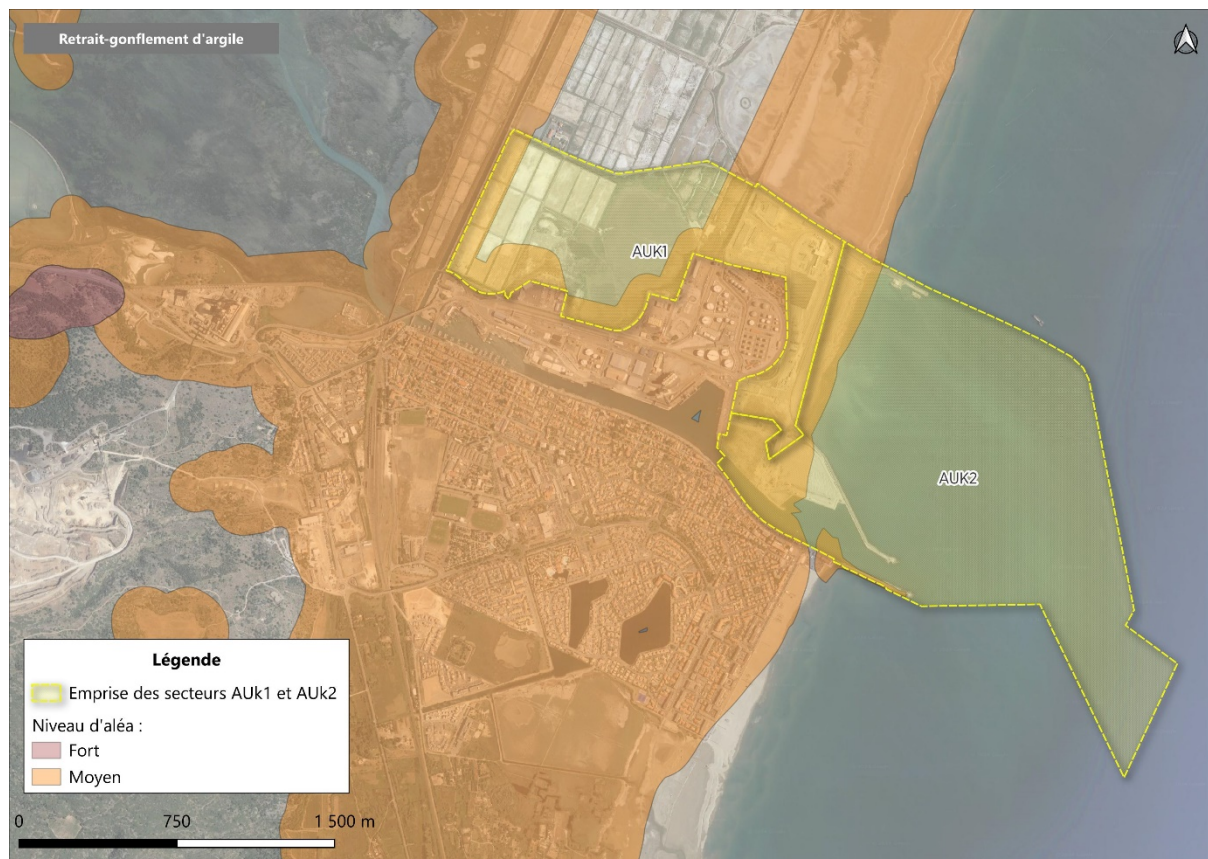 Retrait-gonflement d'argile
AUK1
AUK2
Légende
Emprise des secteurs AUk1 et AUk2
Niveau d'aléa :
Fort
Moyen
0 750 1 500 m